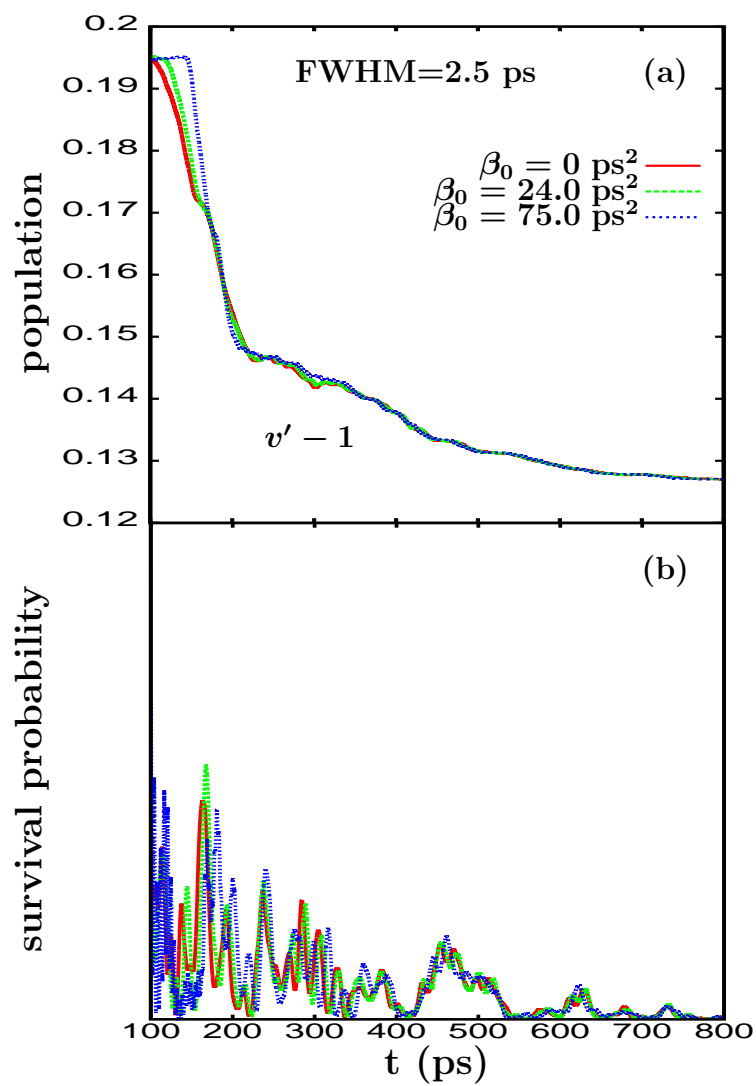 0.2
(a)
FWHM=2.5 ps
0.19
0.18
β₀ = 0 ps²
β₀ = 24.0 ps²
β₀ = 75.0 ps²
0.17
0.16
population
0.15
0.14
v′ − 1
0.13
0.12
(b)
survival probability
100 200 300 400 500 600 700 800
t (ps)